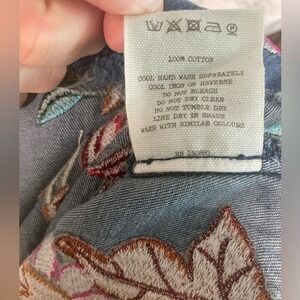 100% COTTON
COOL HAND WASH SEPARATELY
COOL IRON ON REVERSE
DO NOT BLEACH
DO NOT DRY CLEAN
DO NOT TUMBLE DRY
LINE DRY IN SHADE
WASH WITH SIMILAR COLOURS
RN